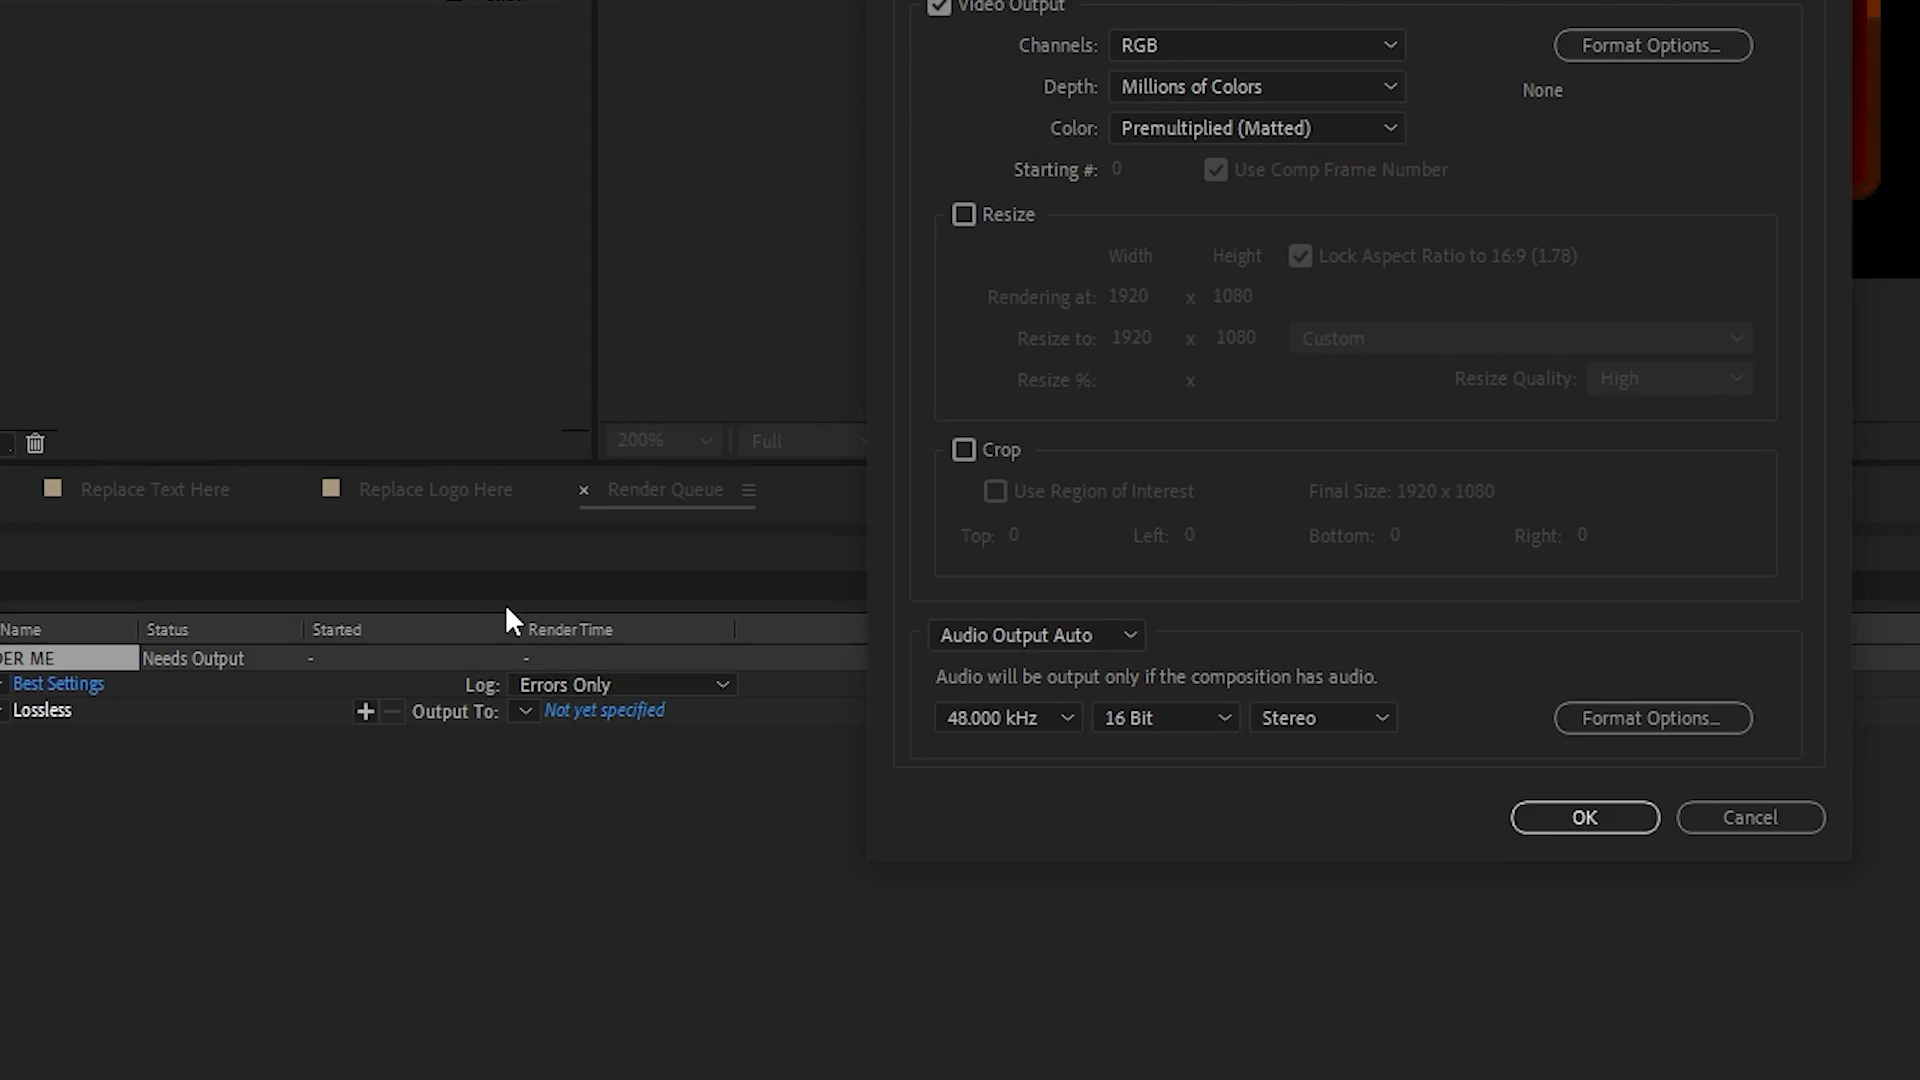 Video Output
Channels: RGB
Format Options...
Depth: Millions of Colors
None
Color: Premultiplied (Matted)
Starting #: 0
Use Comp Frame Number
Resize
Width Height Lock Aspect Ratio to 16:9 (1.78)
Rendering at: 1920 x 1080
Resize to: 1920 x 1080 Custom
Resize %: x Resize Quality: High
200% Full
Crop
Use Region of Interest Final Size: 1920 x 1080
Top: 0 Left: 0 Bottom: 0 Right: 0
Replace Text Here Replace Logo Here × Render Queue
Name Status Started Render Time
DER ME Needs Output - -
Best Settings Log: Errors Only
Lossless + Output To: Not yet specified
Audio Output Auto
Audio will be output only if the composition has audio.
48.000 kHz 16 Bit Stereo Format Options...
OK Cancel